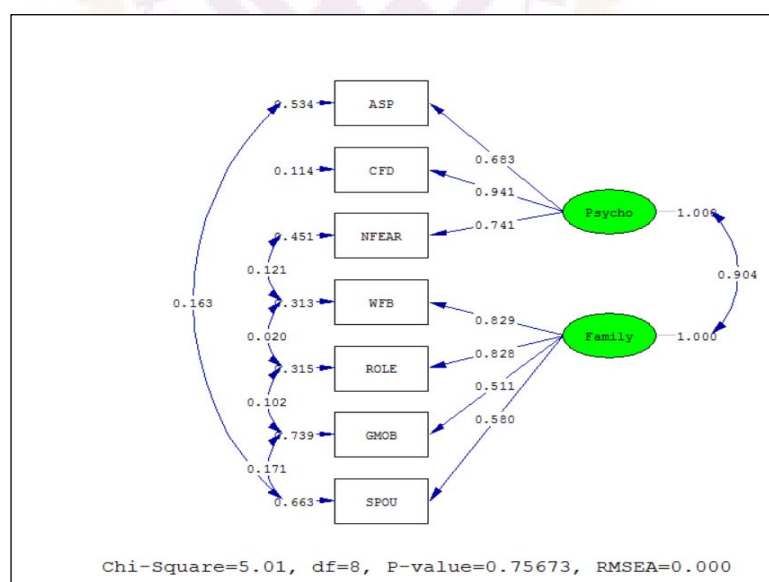 0.534 ASP
0.683
0.114 CFD
0.941
Psycho 1.000
0.741
0.451 NFEAR
0.121
0.904
0.163
0.313 WFB
0.829
0.020
Family 1.000
0.828
0.315 ROLE
0.511
0.102
0.580
0.739 GMOB
0.171
0.663 SPOU
Chi-Square=5.01, df=8, P-value=0.75673, RMSEA=0.000